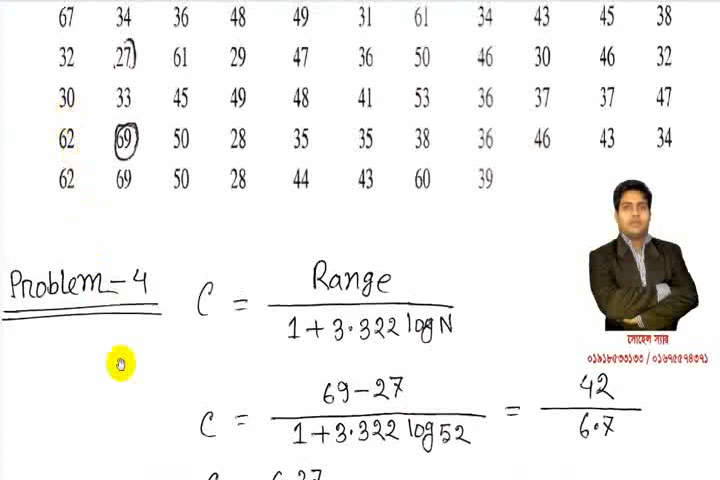 67 34 36 48 49 31 61 34 43 45 38
32 27 61 29 47 36 50 46 30 46 32
30 33 45 49 48 41 53 36 37 37 47
62 69 50 28 35 35 38 36 46 43 34
62 69 50 28 44 43 60 39
Problem-4
C = Range / 1+3.322 log N
C = 69-27 / 1+3.322 log 52 = 42 / 6.7
সোহেল স্যার
০১৯১৮৫৩৩১৩৩ / ০১৬৭৫৫৭৪৩৭১